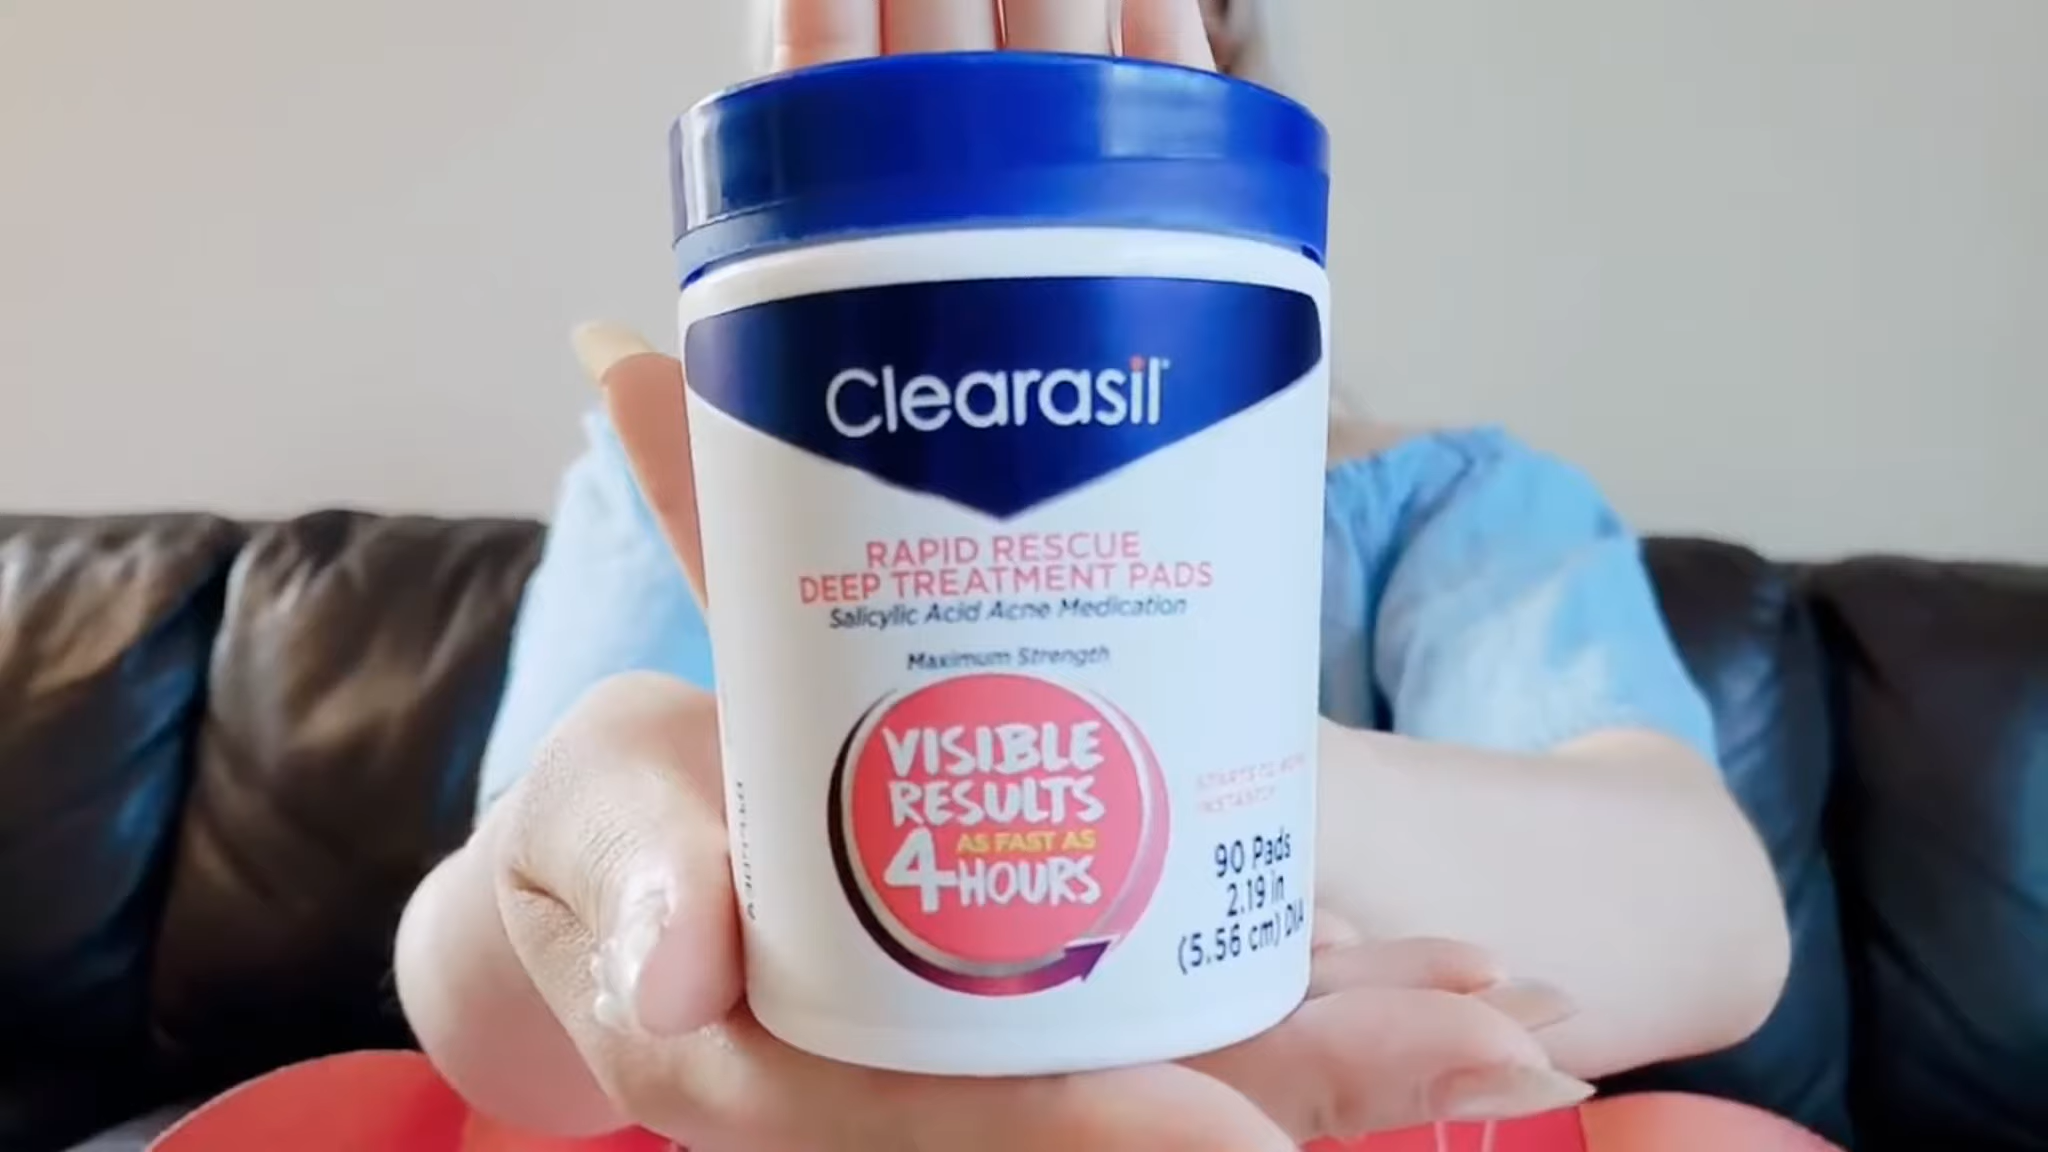 Clearasil
RAPID RESCUE
DEEP TREATMENT PADS
Salicylic Acid Acne Medication
Maximum Strength
VISIBLE
RESULTS
AS FAST AS
4 HOURS
INSTANTLY
90 Pads
2.19 in
(5.56 cm) DIA